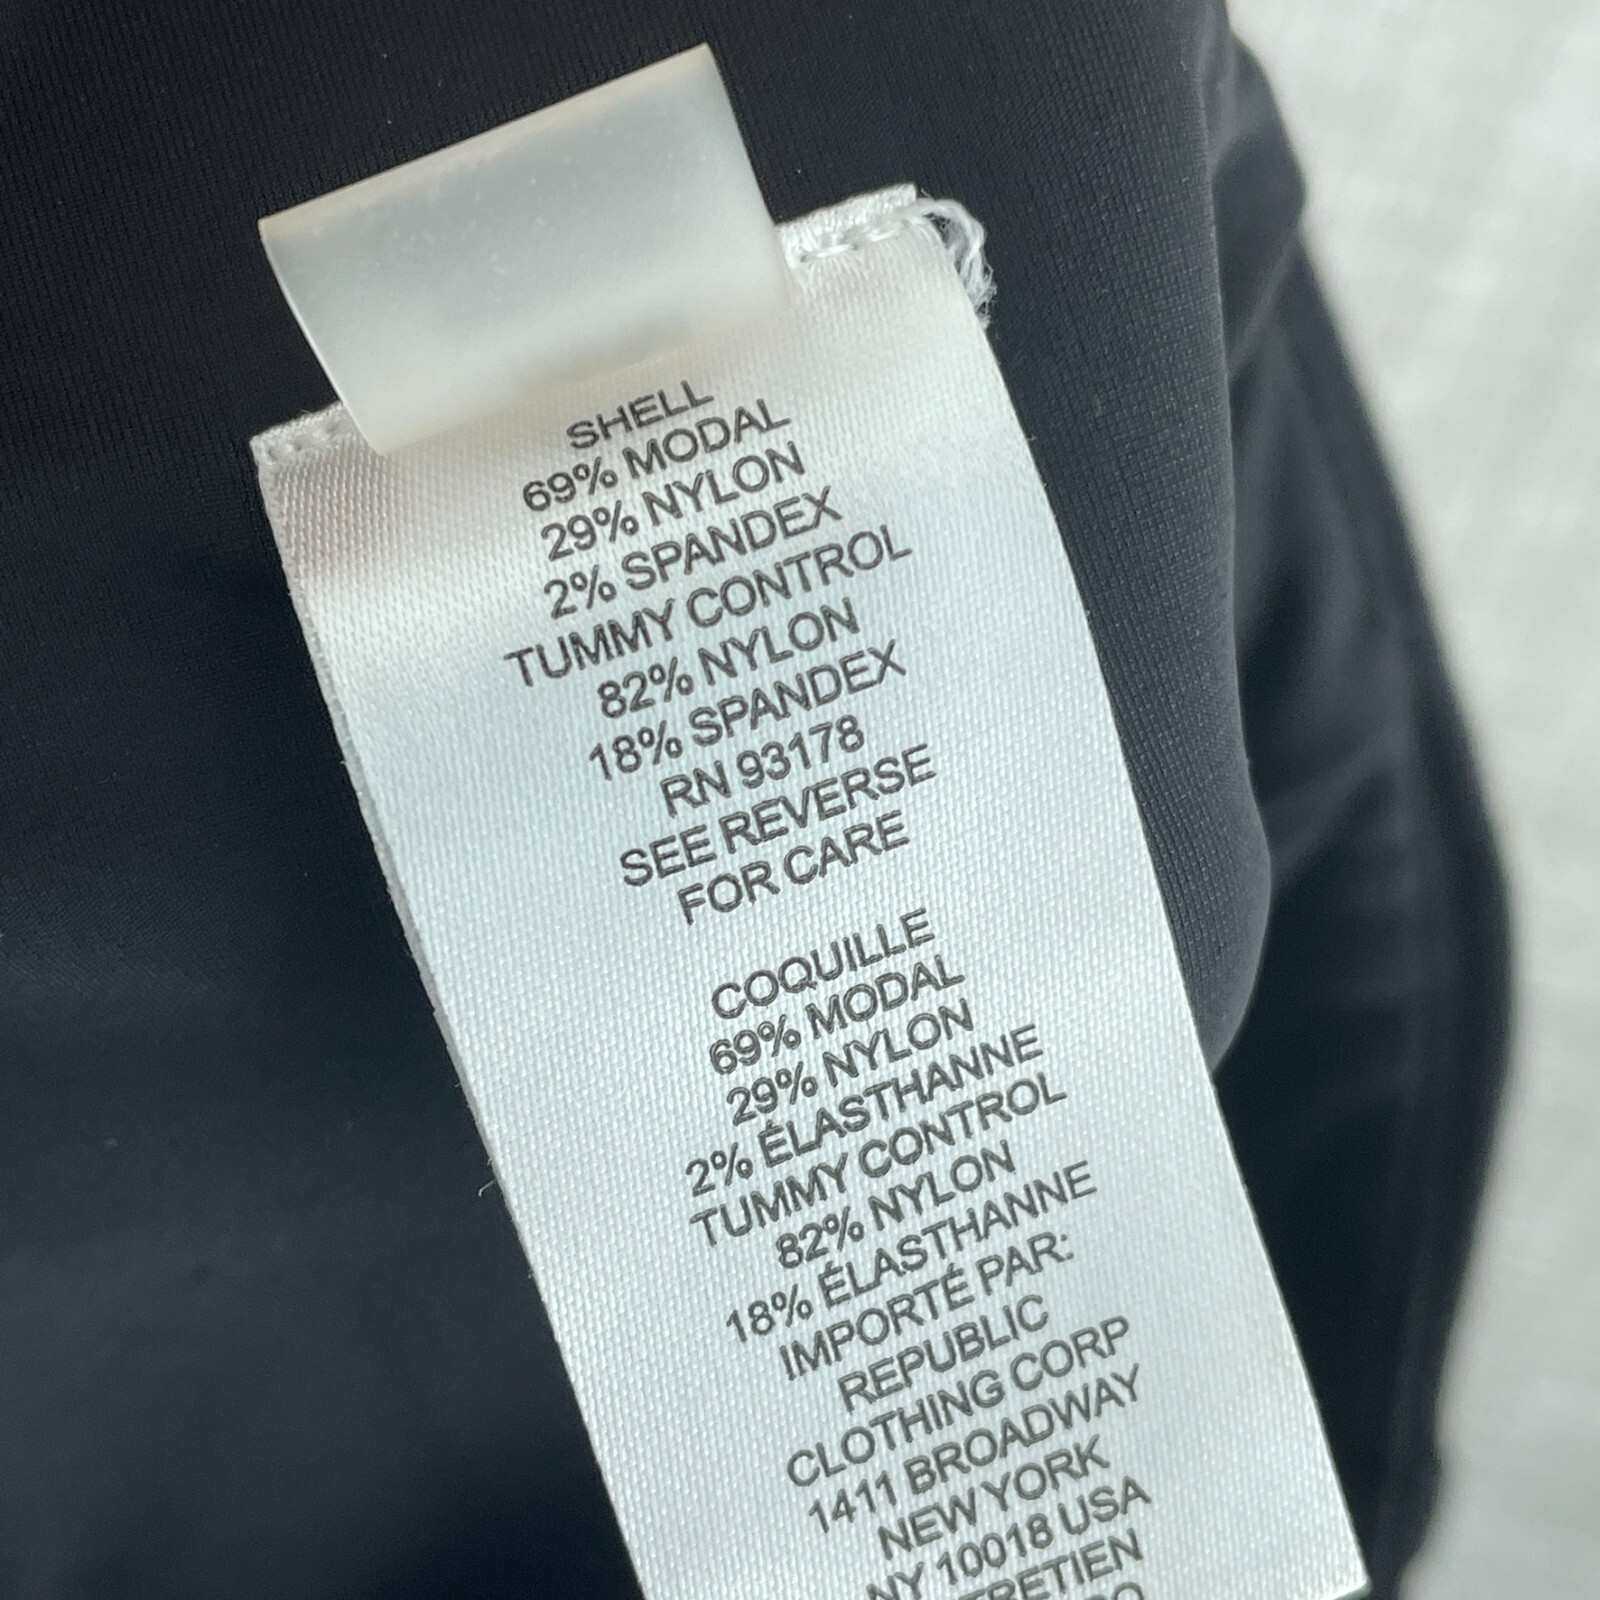 SHELL
69% MODAL
29% NYLON
2% SPANDEX
TUMMY CONTROL
82% NYLON
18% SPANDEX
RN 93178
SEE REVERSE
FOR CARE
COQUILLE
69% MODAL
29% NYLON
2% ÉLASTHANNE
TUMMY CONTROL
82% NYLON
18% ÉLASTHANNE
IMPORTÉ PAR:
REPUBLIC
CLOTHING CORP
1411 BROADWAY
NEW YORK
NY 10018 USA